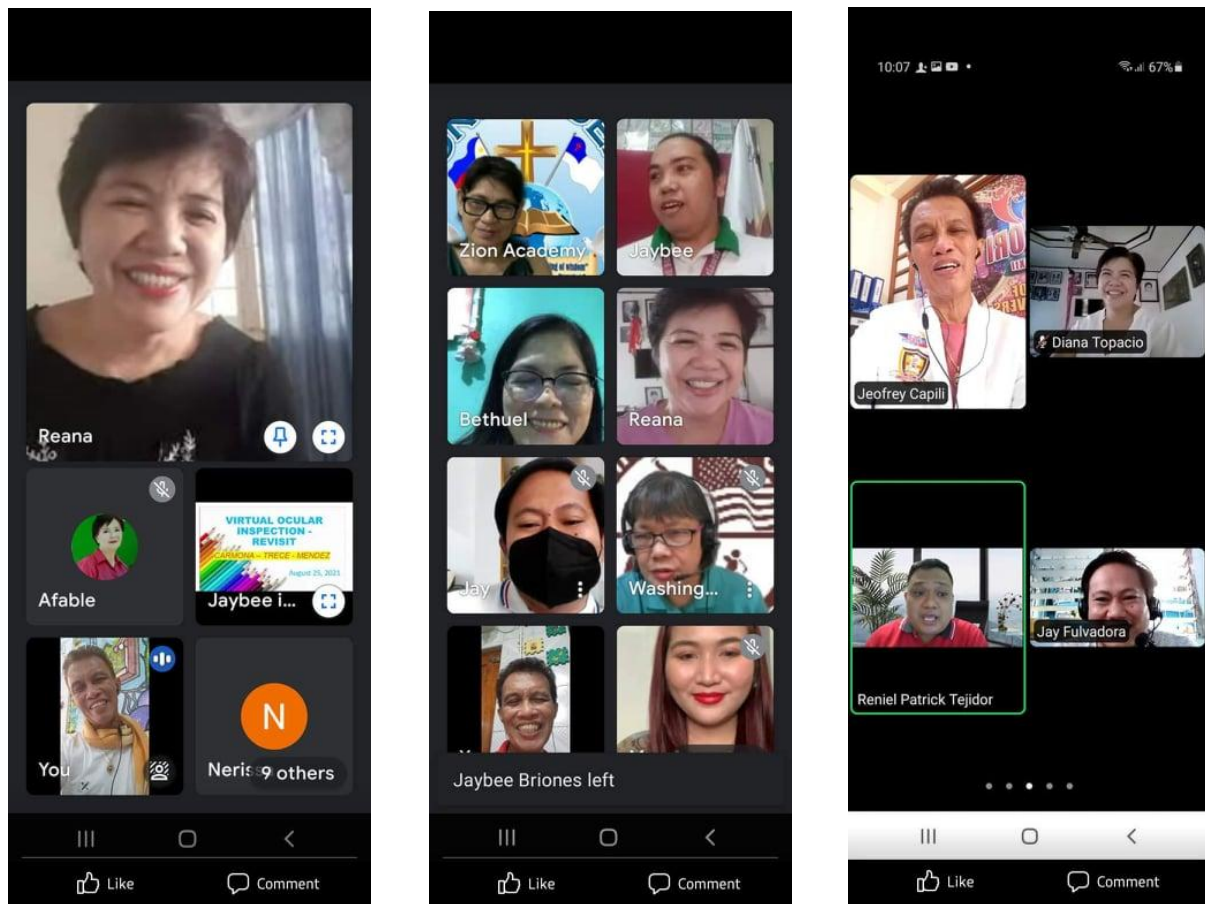 Reana
Afable
VIRTUAL OCULAR
INSPECTION -
REVISIT
CARMONA – TRECE - MENDEZ
August 25, 2021
Jaybee i...
You
N
9 others
Like
Comment
Zion Academy
Jaybee
Bethuel
Reana
Jay
Washing...
Jaybee Briones left
Like
Comment
10:07
67%
Jeofrey Capili
Diana Topacio
Reniel Patrick Tejidor
Jay Fulvadora
Like
Comment